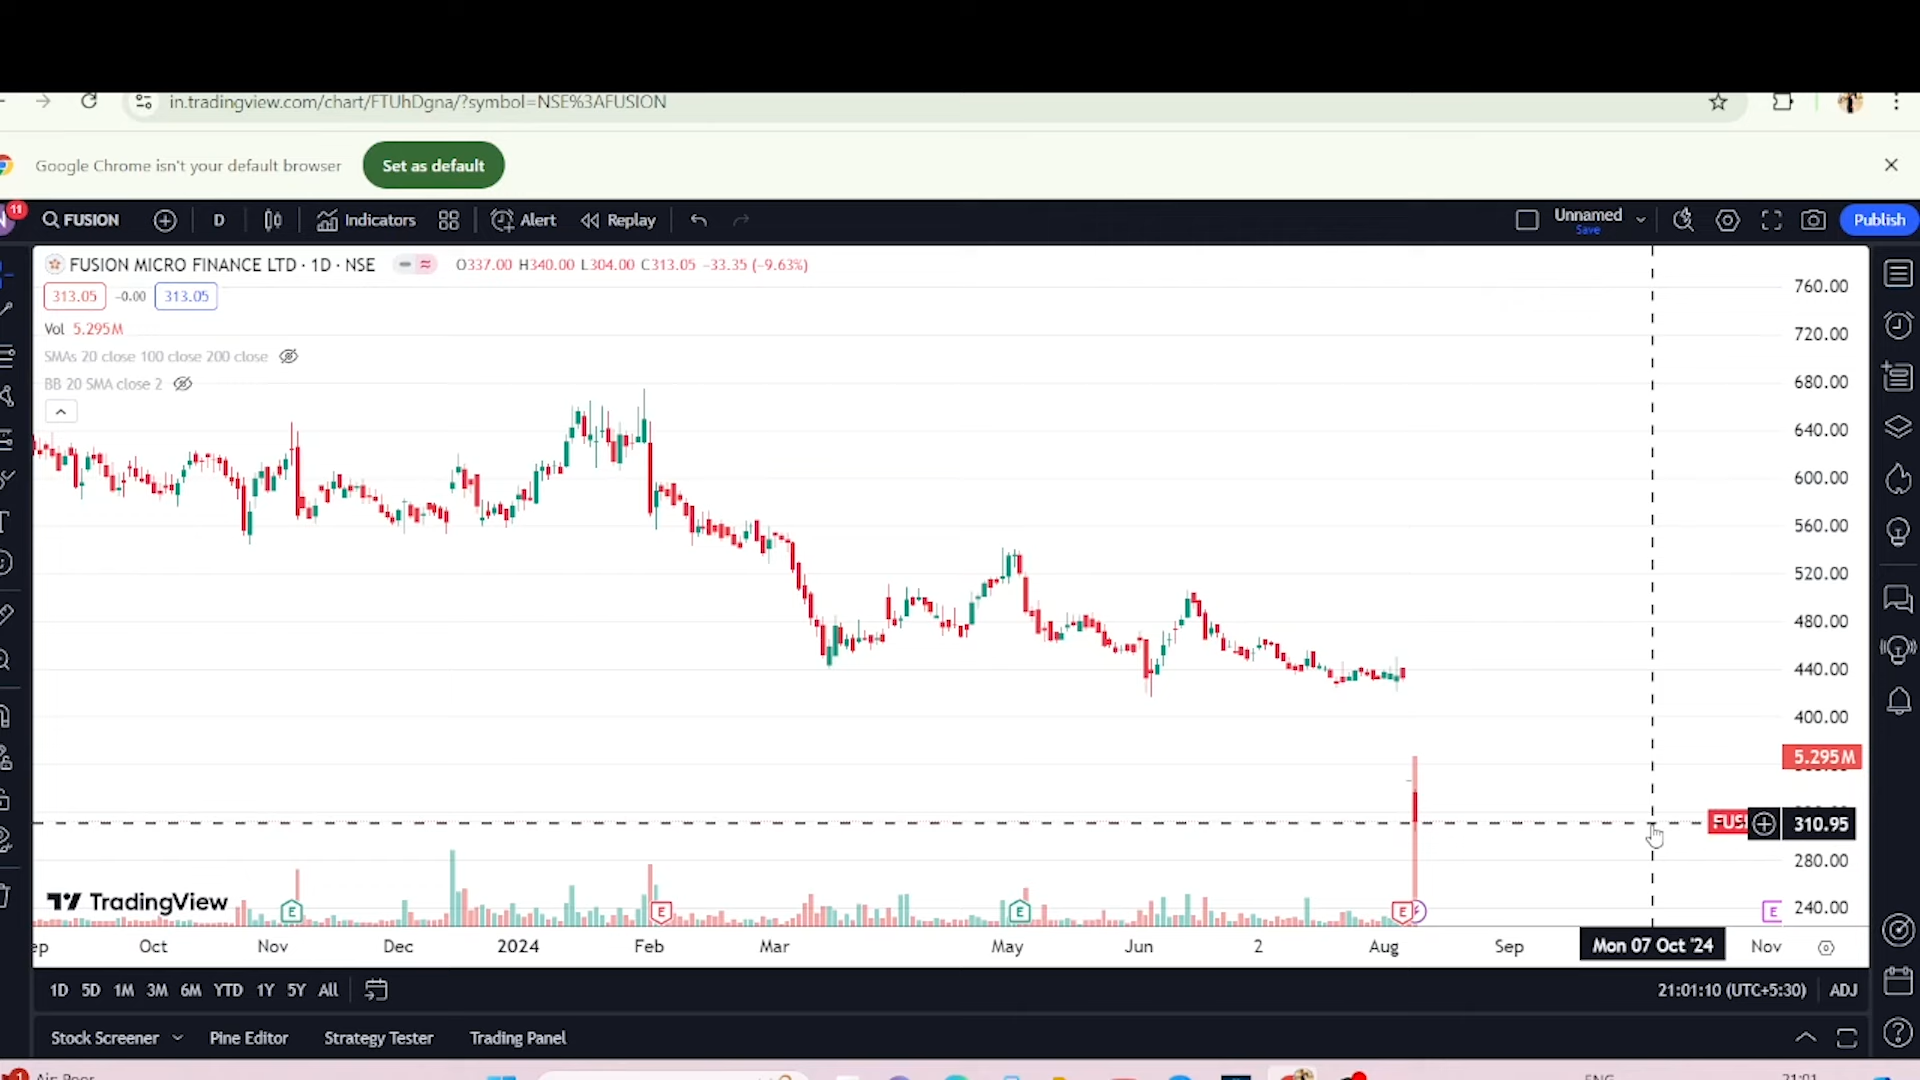 in.tradingview.com/chart/FTUhDgna/?symbol=NSE%3AFUSION
Google Chrome isn't your default browser Set as default
11 FUSION D Indicators Alert Replay Unnamed Save Publish
FUSION MICRO FINANCE LTD · 1D · NSE O337.00 H340.00 L304.00 C313.05 −33.35 (−9.63%)
313.05 -0.00 313.05
Vol 5.295M
SMAs 20 close 100 close 200 close
BB 20 SMA close 2
760.00
720.00
680.00
640.00
600.00
560.00
520.00
480.00
440.00
400.00
5.295M
310.95
280.00
240.00
TradingView
E E E E E
Oct Nov Dec 2024 Feb Mar May Jun 2 Aug Sep Mon 07 Oct '24 Nov
1D 5D 1M 3M 6M YTD 1Y 5Y All 21:01:10 (UTC+5:30) ADJ
Stock Screener Pine Editor Strategy Tester Trading Panel
1